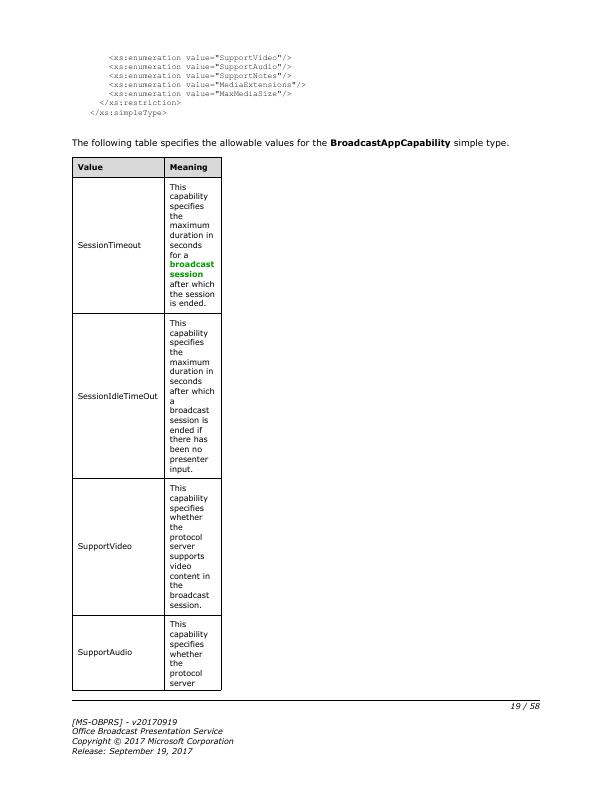 <xs:enumeration value="SupportVideo"/>
<xs:enumeration value="SupportAudio"/>
<xs:enumeration value="SupportNotes"/>
<xs:enumeration value="MediaExtensions"/>
<xs:enumeration value="MaxMediaSize"/>
</xs:restriction>
</xs:simpleType>
The following table specifies the allowable values for the BroadcastAppCapability simple type.
Value Meaning
SessionTimeout
This
capability
specifies
the
maximum
duration in
seconds
for a
broadcast
session
after which
the session
is ended.
SessionIdleTimeOut
This
capability
specifies
the
maximum
duration in
seconds
after which
a
broadcast
session is
ended if
there has
been no
presenter
input.
SupportVideo
This
capability
specifies
whether
the
protocol
server
supports
video
content in
the
broadcast
session.
SupportAudio
This
capability
specifies
whether
the
protocol
server
19 / 58
[MS-OBPRS] - v20170919
Office Broadcast Presentation Service
Copyright © 2017 Microsoft Corporation
Release: September 19, 2017